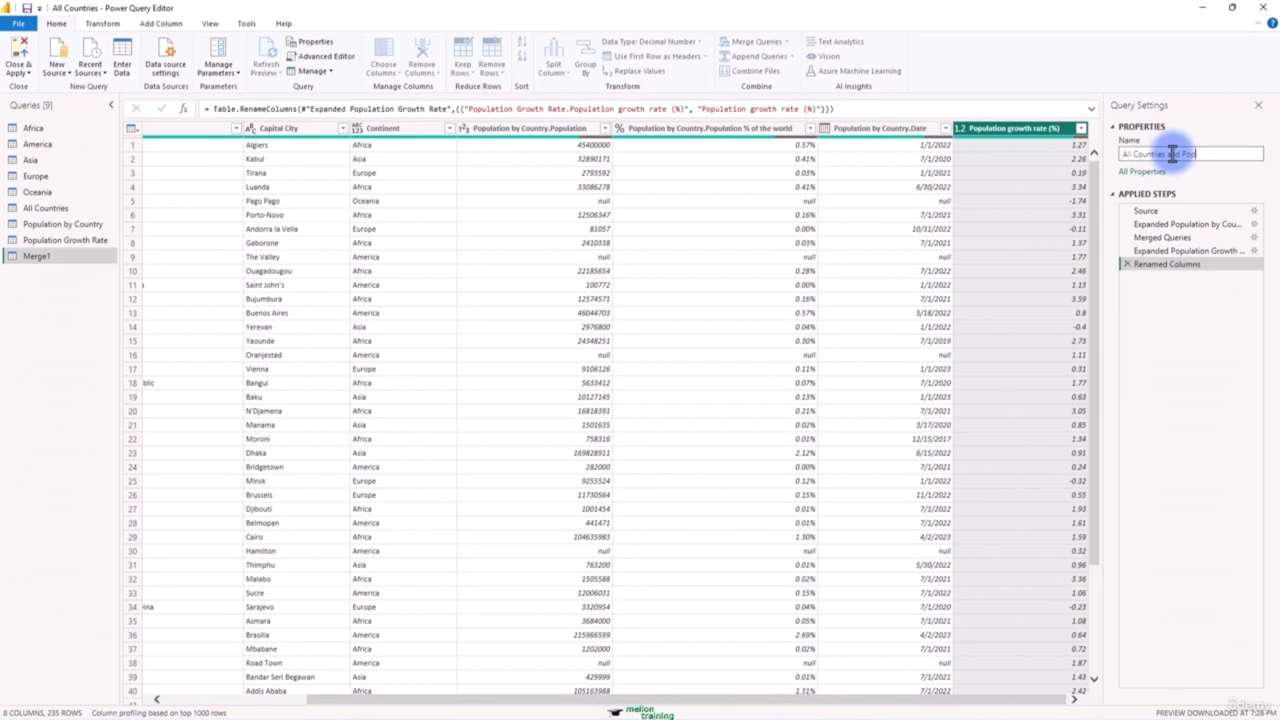 All Countries - Power Query Editor
File Home Transform Add Column View Tools Help
Close & Apply
New Source
Recent Sources
Enter Data
Data source settings
Manage Parameters
Refresh Preview
Properties
Advanced Editor
Manage
Choose Columns
Remove Columns
Keep Rows
Remove Rows
Split Column
Group By
Data Type: Decimal Number
Use First Row as Headers
Replace Values
Merge Queries
Append Queries
Combine Files
Text Analytics
Vision
Azure Machine Learning
Close New Query Data Sources Parameters Query Manage Columns Reduce Rows Sort Transform Combine AI Insights
Queries [9]
Africa
America
Asia
Europe
Oceania
All Countries
Population by Country
Population Growth Rate
Merge1
= Table.RenameColumns(#"Expanded Population Growth Rate",{{"Population Growth Rate.Population growth rate (%)", "Population growth rate (%)"}})
Capital City Continent Population by Country.Population Population by Country.Population % of the world Population by Country.Date 1.2 Population growth rate (%)
1 Algiers Africa 45400000 0.57% 1/1/2022 1.27
2 Kabul Asia 32890171 0.41% 7/1/2020 2.26
3 Tirana Europe 2793592 0.03% 1/1/2021 0.19
4 Luanda Africa 33086278 0.41% 6/30/2022 3.34
5 Pago Pago Oceania null null null -1.74
6 Porto-Novo Africa 12506347 0.16% 7/1/2021 3.31
7 Andorra la Vella Europe 81057 0.00% 10/31/2022 -0.11
8 Gaborone Africa 2410338 0.03% 7/1/2021 1.37
9 The Valley America null null null 1.77
10 Ouagadougou Africa 22185654 0.28% 7/1/2022 2.46
11 Saint John's America 100772 0.00% 1/1/2022 1.13
12 Bujumbura Africa 12574571 0.16% 7/1/2021 3.59
13 Buenos Aires America 46044703 0.57% 5/18/2022 0.8
14 Yerevan Asia 2976800 0.04% 1/1/2022 -0.4
15 Yaounde Africa 24348251 0.30% 7/1/2019 2.73
16 Oranjestad America null null null 1.11
17 Vienna Europe 9106126 0.11% 1/1/2023 0.31
18 blic Bangui Africa 5633412 0.07% 7/1/2020 1.77
19 Baku Asia 10127145 0.13% 1/1/2023 0.63
20 N'Djamena Africa 16818391 0.21% 7/1/2021 3.05
21 Manama Asia 1501635 0.02% 3/17/2020 0.85
22 Moroni Africa 758316 0.01% 12/15/2017 1.34
23 Dhaka Asia 169828911 2.12% 6/15/2022 0.91
24 Bridgetown America 282000 0.00% 7/1/2021 0.24
25 Minsk Europe 9255524 0.12% 1/1/2022 -0.32
26 Brussels Europe 11730564 0.15% 11/1/2022 0.55
27 Djibouti Africa 1001454 0.01% 7/1/2021 1.93
28 Belmopan America 441471 0.01% 7/1/2022 1.61
29 Cairo Africa 104635983 1.30% 4/2/2023 1.59
30 Hamilton America null null null 0.32
31 Thimphu Asia 763200 0.01% 5/30/2022 0.96
32 Malabo Africa 1505588 0.02% 7/1/2021 3.36
33 Sucre America 12006031 0.15% 7/1/2022 1.06
34 vina Sarajevo Europe 3320954 0.04% 7/1/2020 -0.23
35 Asmara Africa 3684000 0.05% 7/1/2021 1.08
36 Brasilia America 215966599 2.69% 4/2/2023 0.64
37 Mbabane Africa 1202000 0.02% 7/1/2021 0.72
38 Road Town America null null null 1.87
39 Bandar Seri Begawan Asia 429999 0.01% 7/1/2021 1.43
40 Addis Ababa Africa 105163988 1.31% 7/1/2022 2.42
Query Settings
PROPERTIES
Name
All Countries and Pop
All Properties
APPLIED STEPS
Source
Expanded Population by Cou...
Merged Queries
Expanded Population Growth ...
Renamed Columns
8 COLUMNS, 235 ROWS Column profiling based on top 1000 rows
mellon training
ûdemy
PREVIEW DOWNLOADED AT 7:28 PM